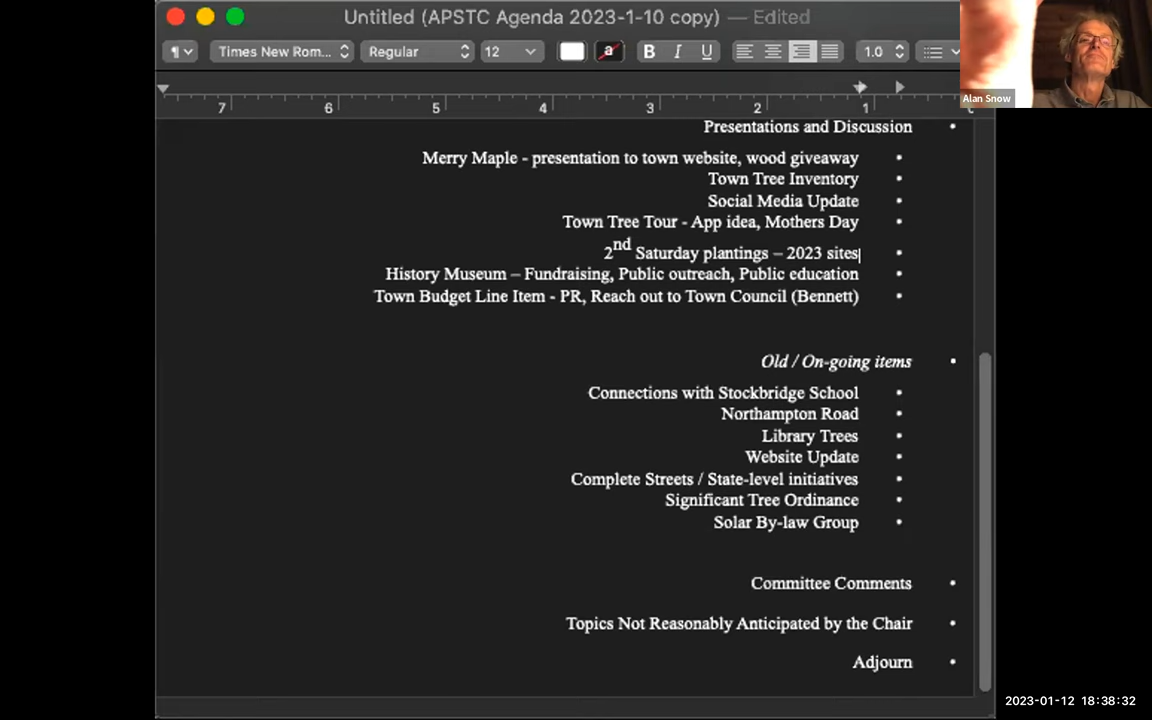 Untitled (APSTC Agenda 2023-1-10 copy) — Edited
¶ Times New Rom... Regular 12 a B I U 1.0
7 6 5 4 3 2 1 0
Alan Snow
• Presentations and Discussion
• Merry Maple - presentation to town website, wood giveaway
• Town Tree Inventory
• Social Media Update
• Town Tree Tour - App idea, Mothers Day
• 2nd Saturday plantings – 2023 sites
• History Museum – Fundraising, Public outreach, Public education
• Town Budget Line Item - PR, Reach out to Town Council (Bennett)
• Old / On-going items
• Connections with Stockbridge School
• Northampton Road
• Library Trees
• Website Update
• Complete Streets / State-level initiatives
• Significant Tree Ordinance
• Solar By-law Group
• Committee Comments
• Topics Not Reasonably Anticipated by the Chair
• Adjourn
2023-01-12 18:38:32